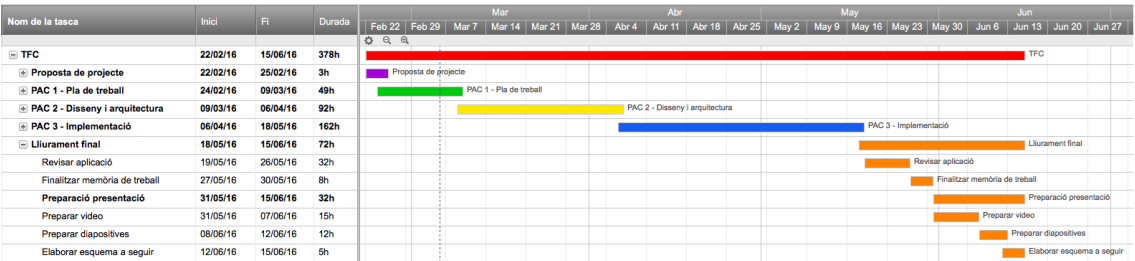 Nom de la tasca Inici Fi Durada Mar Abr May Jun
Feb 22 Feb 29 Mar 7 Mar 14 Mar 21 Mar 28 Abr 4 Abr 11 Abr 18 Abr 25 May 2 May 9 May 16 May 23 May 30 Jun 6 Jun 13 Jun 20 Jun 27
TFC 22/02/16 15/06/16 378h TFC
Proposta de projecte 22/02/16 25/02/16 3h Proposta de projecte
PAC 1 - Pla de treball 24/02/16 09/03/16 49h PAC 1 - Pla de treball
PAC 2 - Disseny i arquitectura 09/03/16 06/04/16 92h PAC 2 - Disseny i arquitectura
PAC 3 - Implementació 06/04/16 18/05/16 162h PAC 3 - Implementació
Lliurament final 18/05/16 15/06/16 72h Lliurament final
Revisar aplicació 19/05/16 26/05/16 32h Revisar aplicació
Finalitzar memòria de treball 27/05/16 30/05/16 8h Finalitzar memòria de treball
Preparació presentació 31/05/16 15/06/16 32h Preparació presentació
Preparar video 31/05/16 07/06/16 15h Preparar video
Preparar diapositives 08/06/16 12/06/16 12h Preparar diapositives
Elaborar esquema a seguir 12/06/16 15/06/16 5h Elaborar esquema a seguir